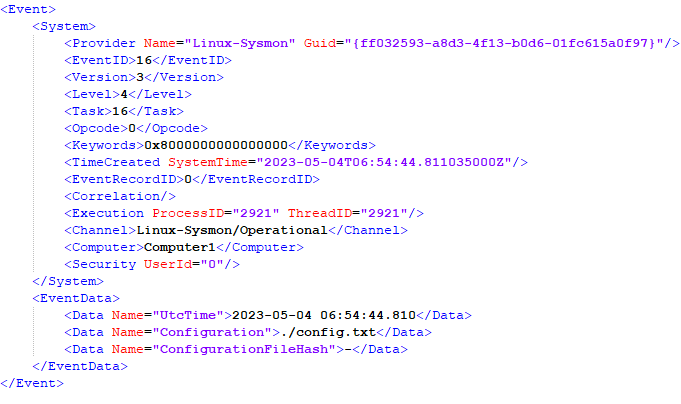 <Event>
<System>
<Provider Name="Linux-Sysmon" Guid="{ff032593-a8d3-4f13-b0d6-01fc615a0f97}"/>
<EventID>16</EventID>
<Version>3</Version>
<Level>4</Level>
<Task>16</Task>
<Opcode>0</Opcode>
<Keywords>0x8000000000000000</Keywords>
<TimeCreated SystemTime="2023-05-04T06:54:44.811035000Z"/>
<EventRecordID>0</EventRecordID>
<Correlation/>
<Execution ProcessID="2921" ThreadID="2921"/>
<Channel>Linux-Sysmon/Operational</Channel>
<Computer>Computer1</Computer>
<Security UserId="0"/>
</System>
<EventData>
<Data Name="UtcTime">2023-05-04 06:54:44.810</Data>
<Data Name="Configuration">./config.txt</Data>
<Data Name="ConfigurationFileHash">-</Data>
</EventData>
</Event>